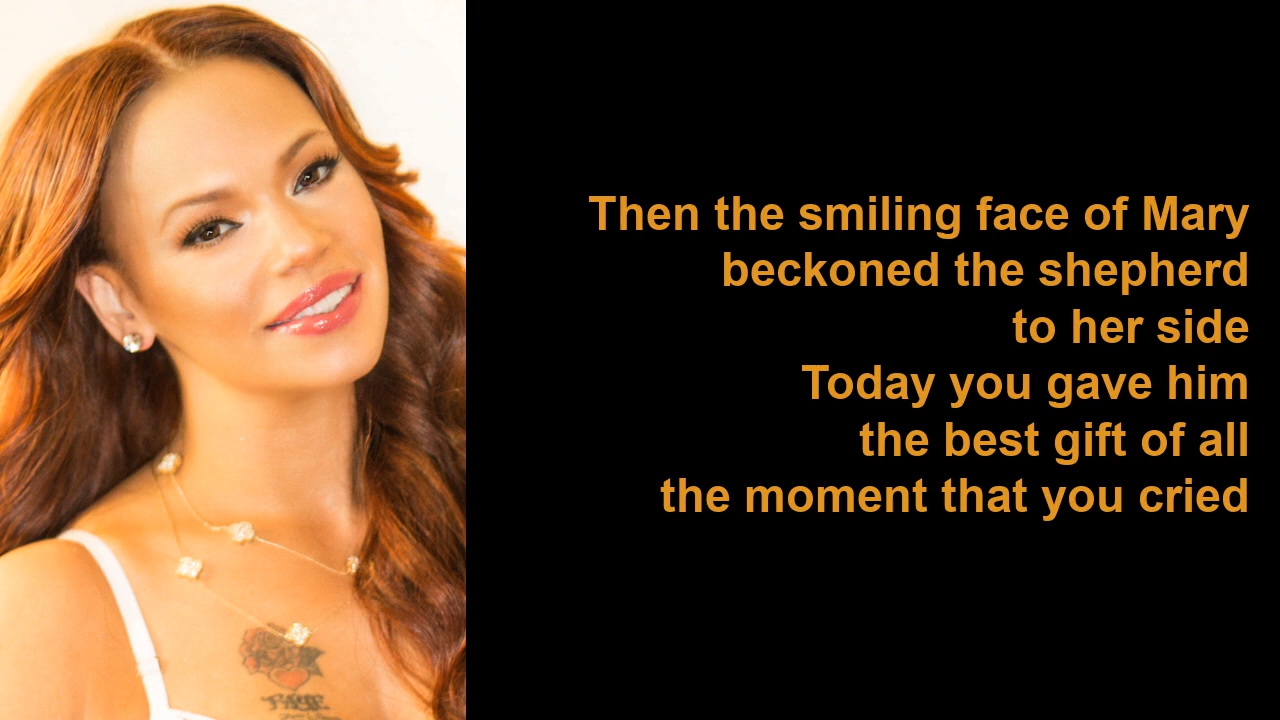 Then the smiling face of Mary
beckoned the shepherd
to her side
Today you gave him
the best gift of all
the moment that you cried